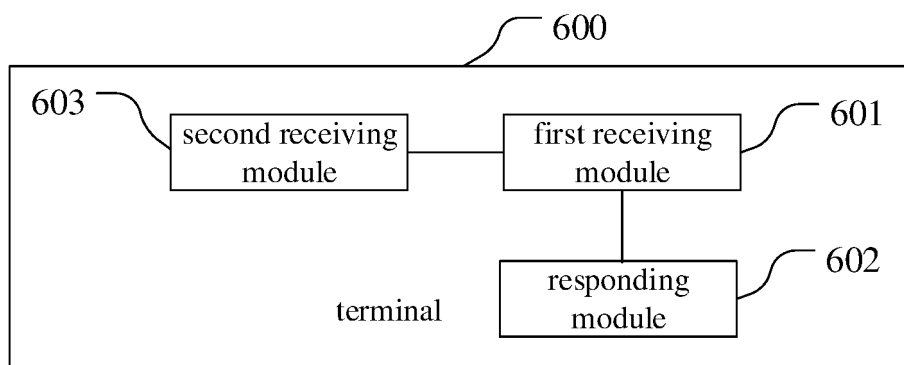 600
603
second receiving
module
first receiving
module
601
responding
module
602
terminal